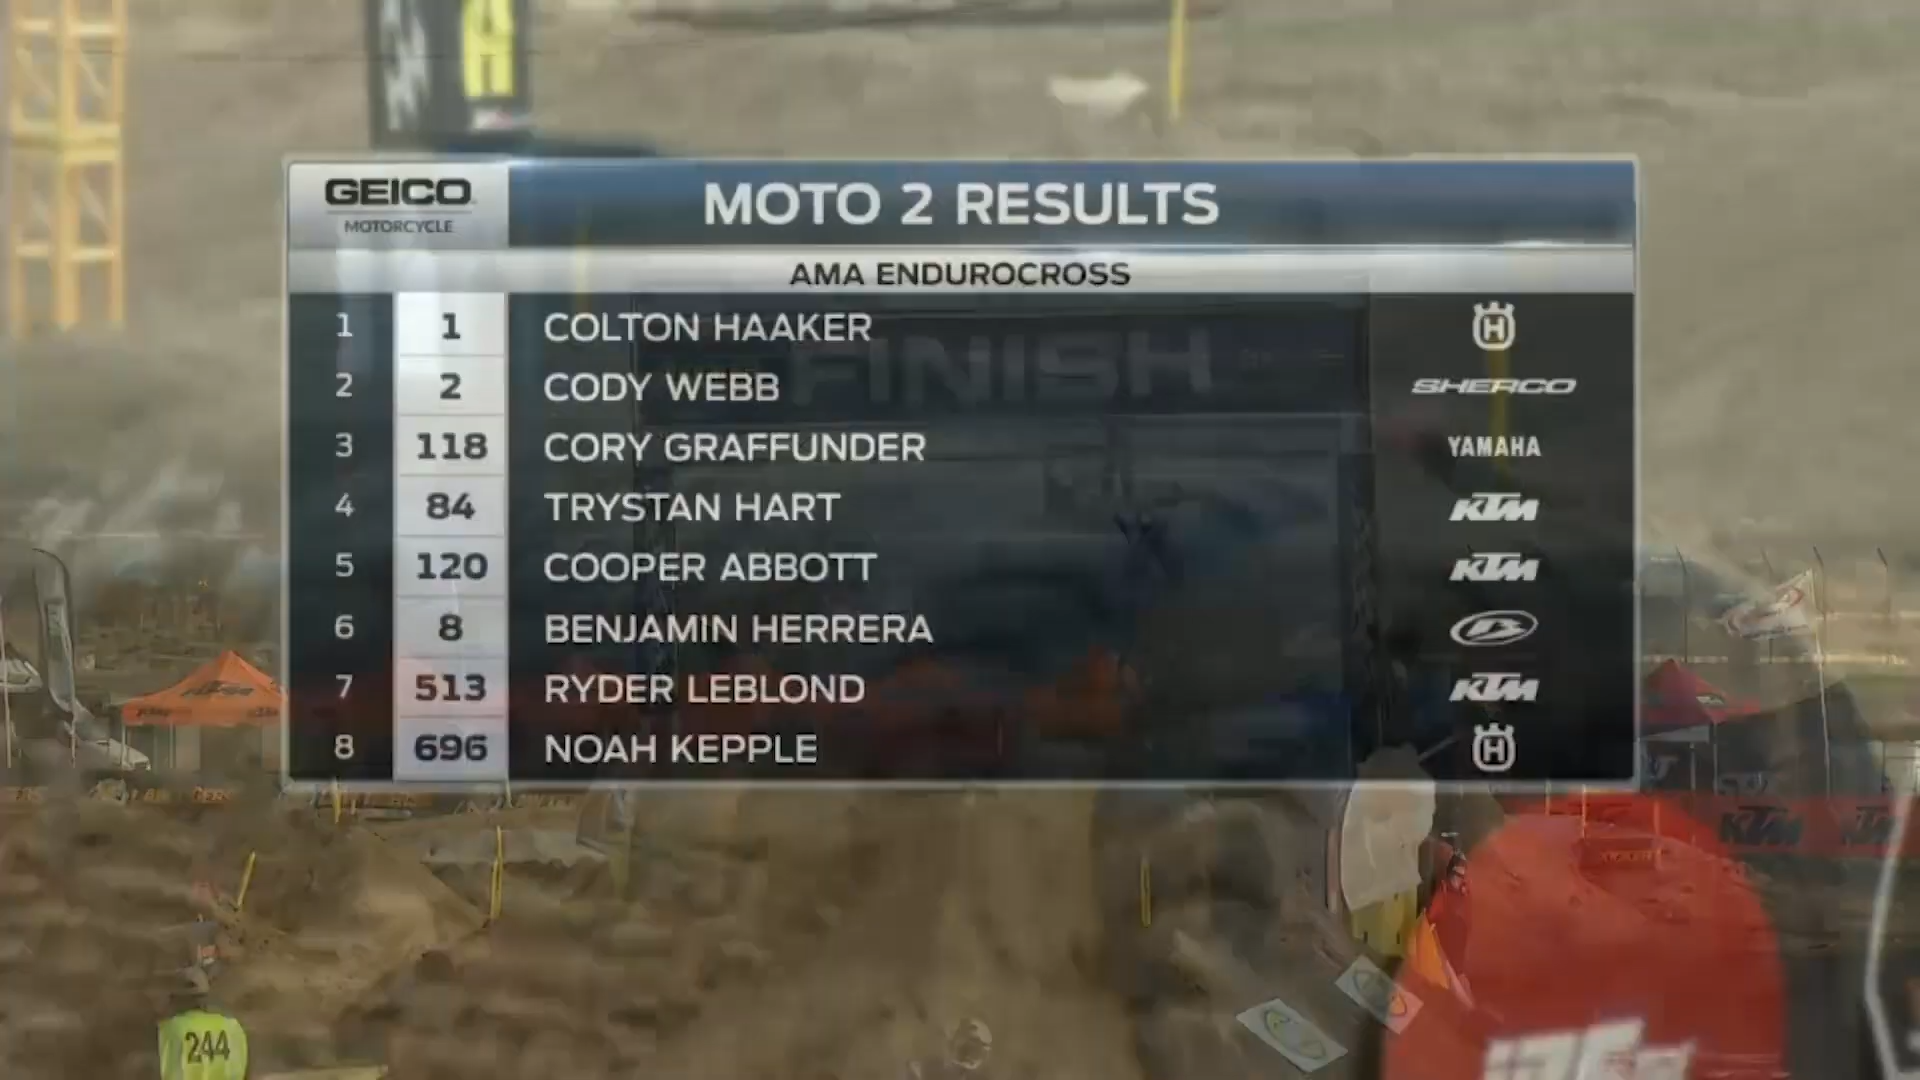 GEICO
MOTORCYCLE
MOTO 2 RESULTS
AMA ENDUROCROSS
1 1 COLTON HAAKER H
2 2 CODY WEBB SHERCO
3 118 CORY GRAFFUNDER YAMAHA
4 84 TRYSTAN HART KTM
5 120 COOPER ABBOTT KTM
6 8 BENJAMIN HERRERA
7 513 RYDER LEBLOND KTM
8 696 NOAH KEPPLE H
FINISH
KTM
KTM
244